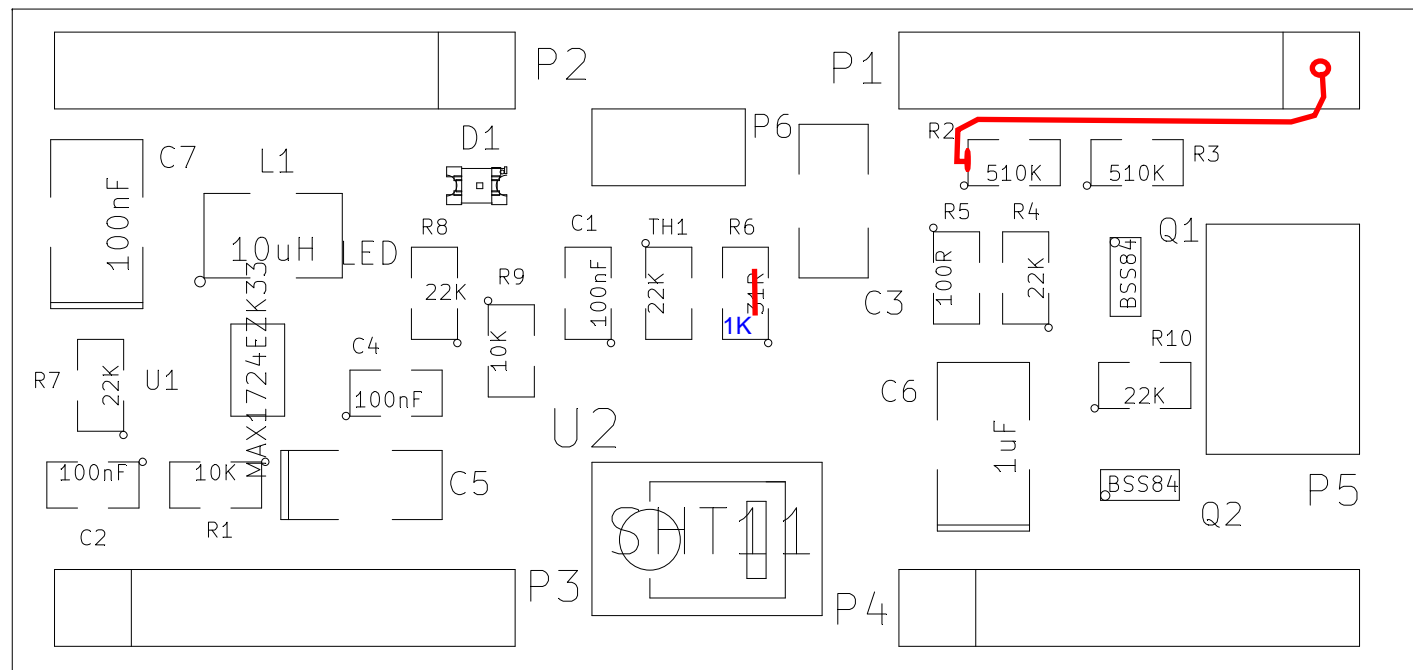 P2
P1
P6
R2
D1
C7
L1
510K
510K
R3
100nF
R8
C1
TH1
R6
R5
R4
Q1
10uH
LED
R9
22K
100nF
22K
31R
1K
C3
100R
22K
BSS84
MAX1724EZK33
C4
10K
R10
R7
22K
U1
100nF
C6
22K
U2
1uF
100nF
10K
C5
BSS84
P5
C2
R1
SHT11
Q2
P3
P4